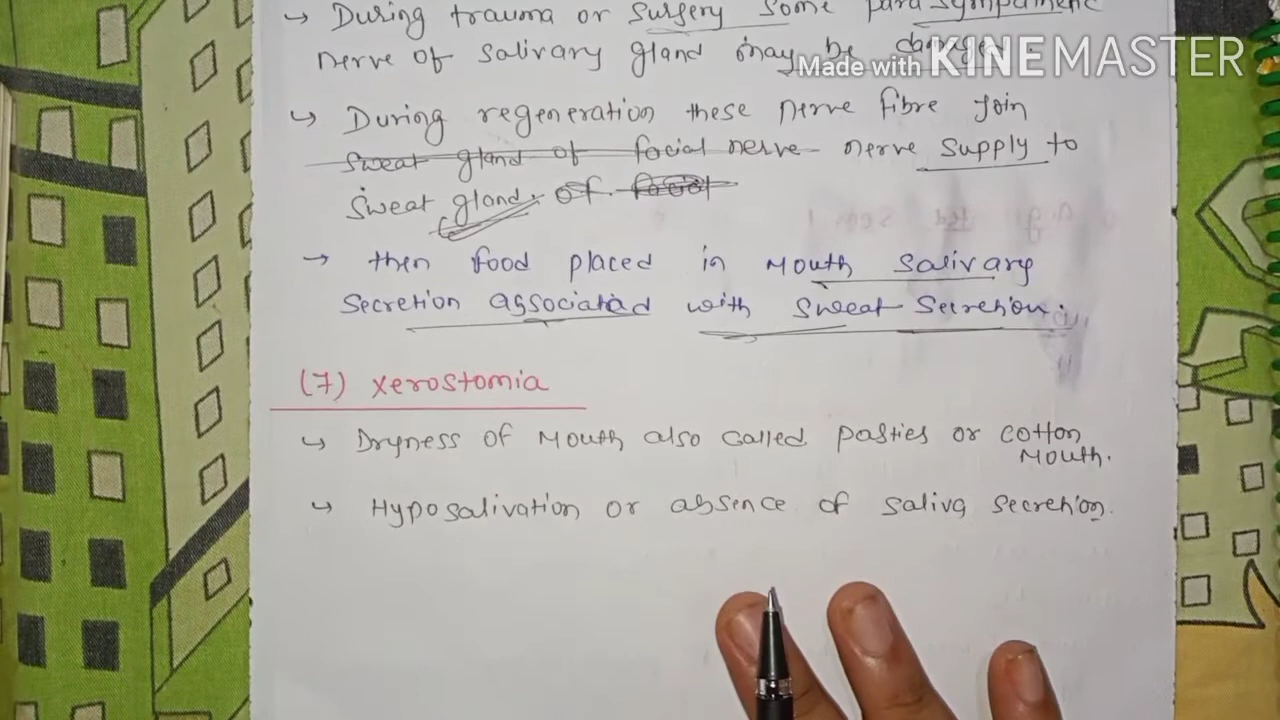 → During trauma or surgery some parasympathetic
nerve of salivary gland may be damage
Made with KINEMASTER
→ During regeneration these nerve fibre Join
sweat gland of facial nerve nerve supply to
sweat gland. of facial
→ then food placed in mouth salivary
secretion associated with sweat secretion.
(7) Xerostomia
→ Dryness of mouth also called pasties or cotton
mouth.
→ Hyposalivation or absence of saliva secretion.